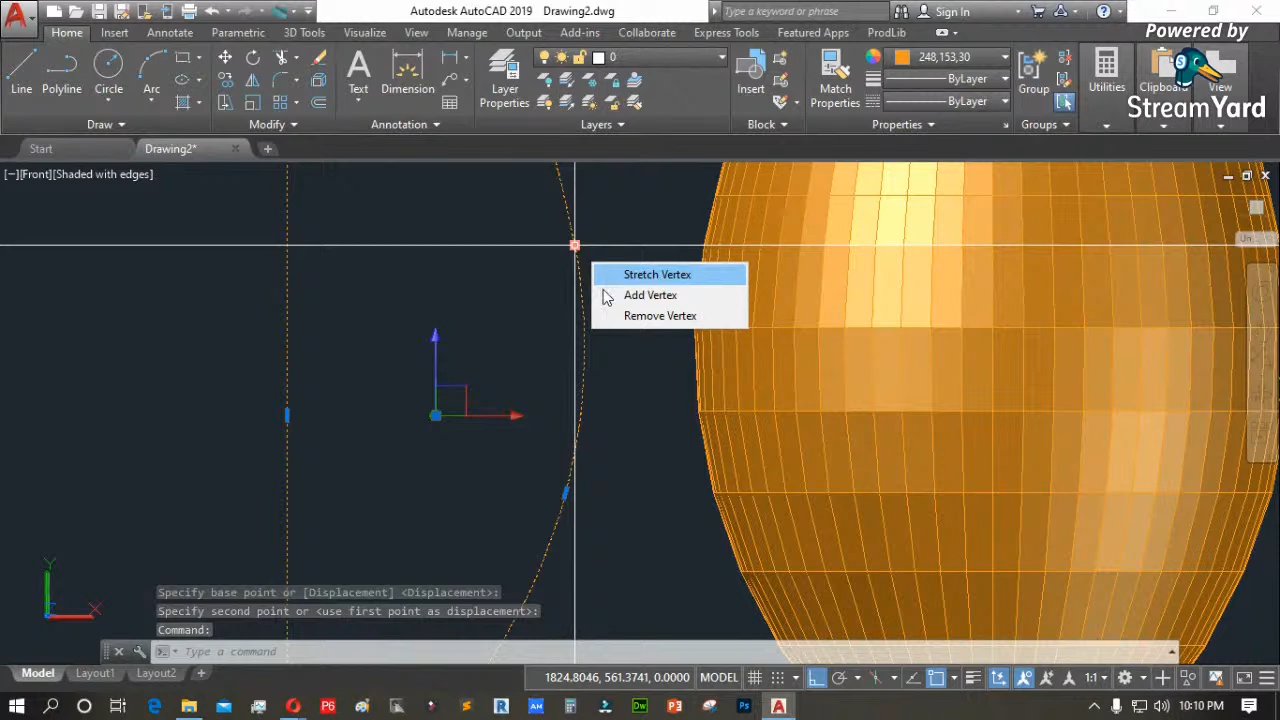 Autodesk AutoCAD 2019 Drawing2.dwg
Type a keyword or phrase
Sign In
Home Insert Annotate Parametric 3D Tools Visualize View Manage Output Add-ins Collaborate Express Tools Featured Apps ProdLib
Powered by
StreamYard
Line Polyline Circle Arc
Text Dimension
Layer
Properties
0
Insert
Match
Properties
248,153,30
ByLayer
ByLayer
Group
Utilities
Clipboard
View
Draw Modify Annotation Layers Block Properties Groups
Start Drawing2*
[−][Front][Shaded with edges]
Un
Stretch Vertex
Add Vertex
Remove Vertex
Y
X
Specify base point or [Displacement] <Displacement>:
Specify second point or <use first point as displacement>:
Command:
Type a command
Model Layout1 Layout2 +
1824.8046, 561.3741, 0.0000 MODEL
1:1
10:10 PM